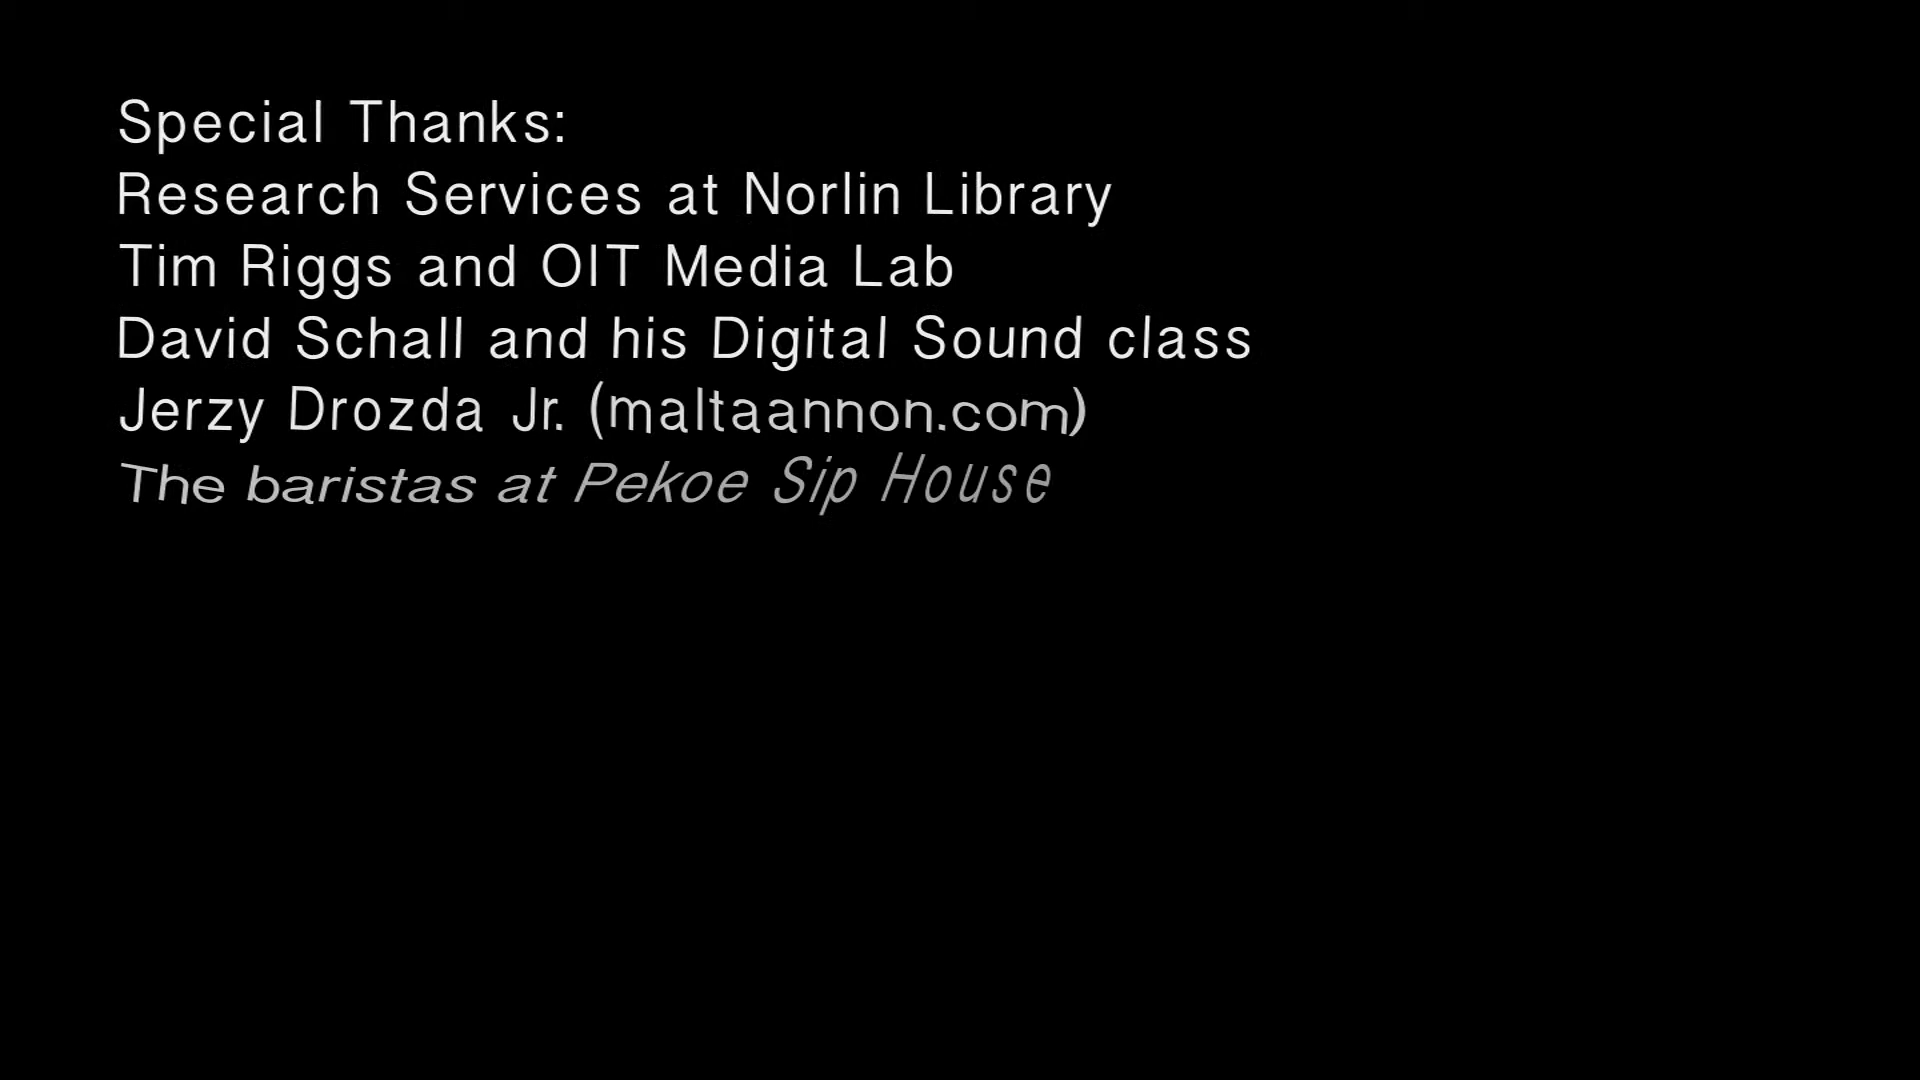 Special Thanks:
Research Services at Norlin Library
Tim Riggs and OIT Media Lab
David Schall and his Digital Sound class
Jerzy Drozda Jr. (maltaannon.com)
The baristas at Pekoe Sip House